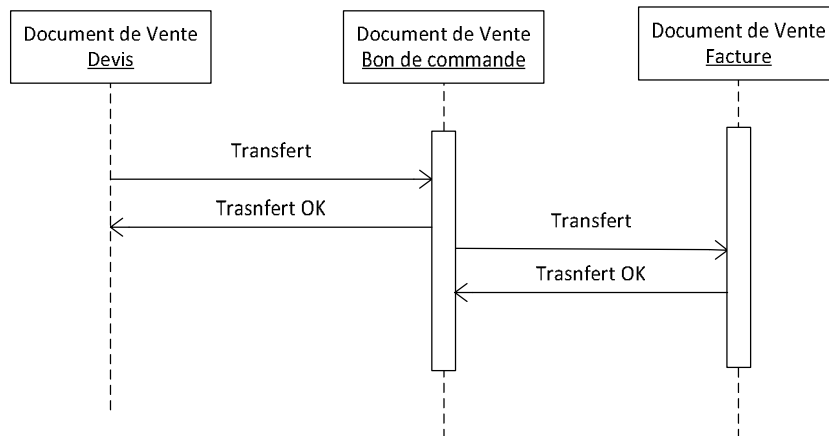 Document de Vente
Devis
Document de Vente
Bon de commande
Document de Vente
Facture
Transfert
Trasnfert OK
Transfert
Trasnfert OK